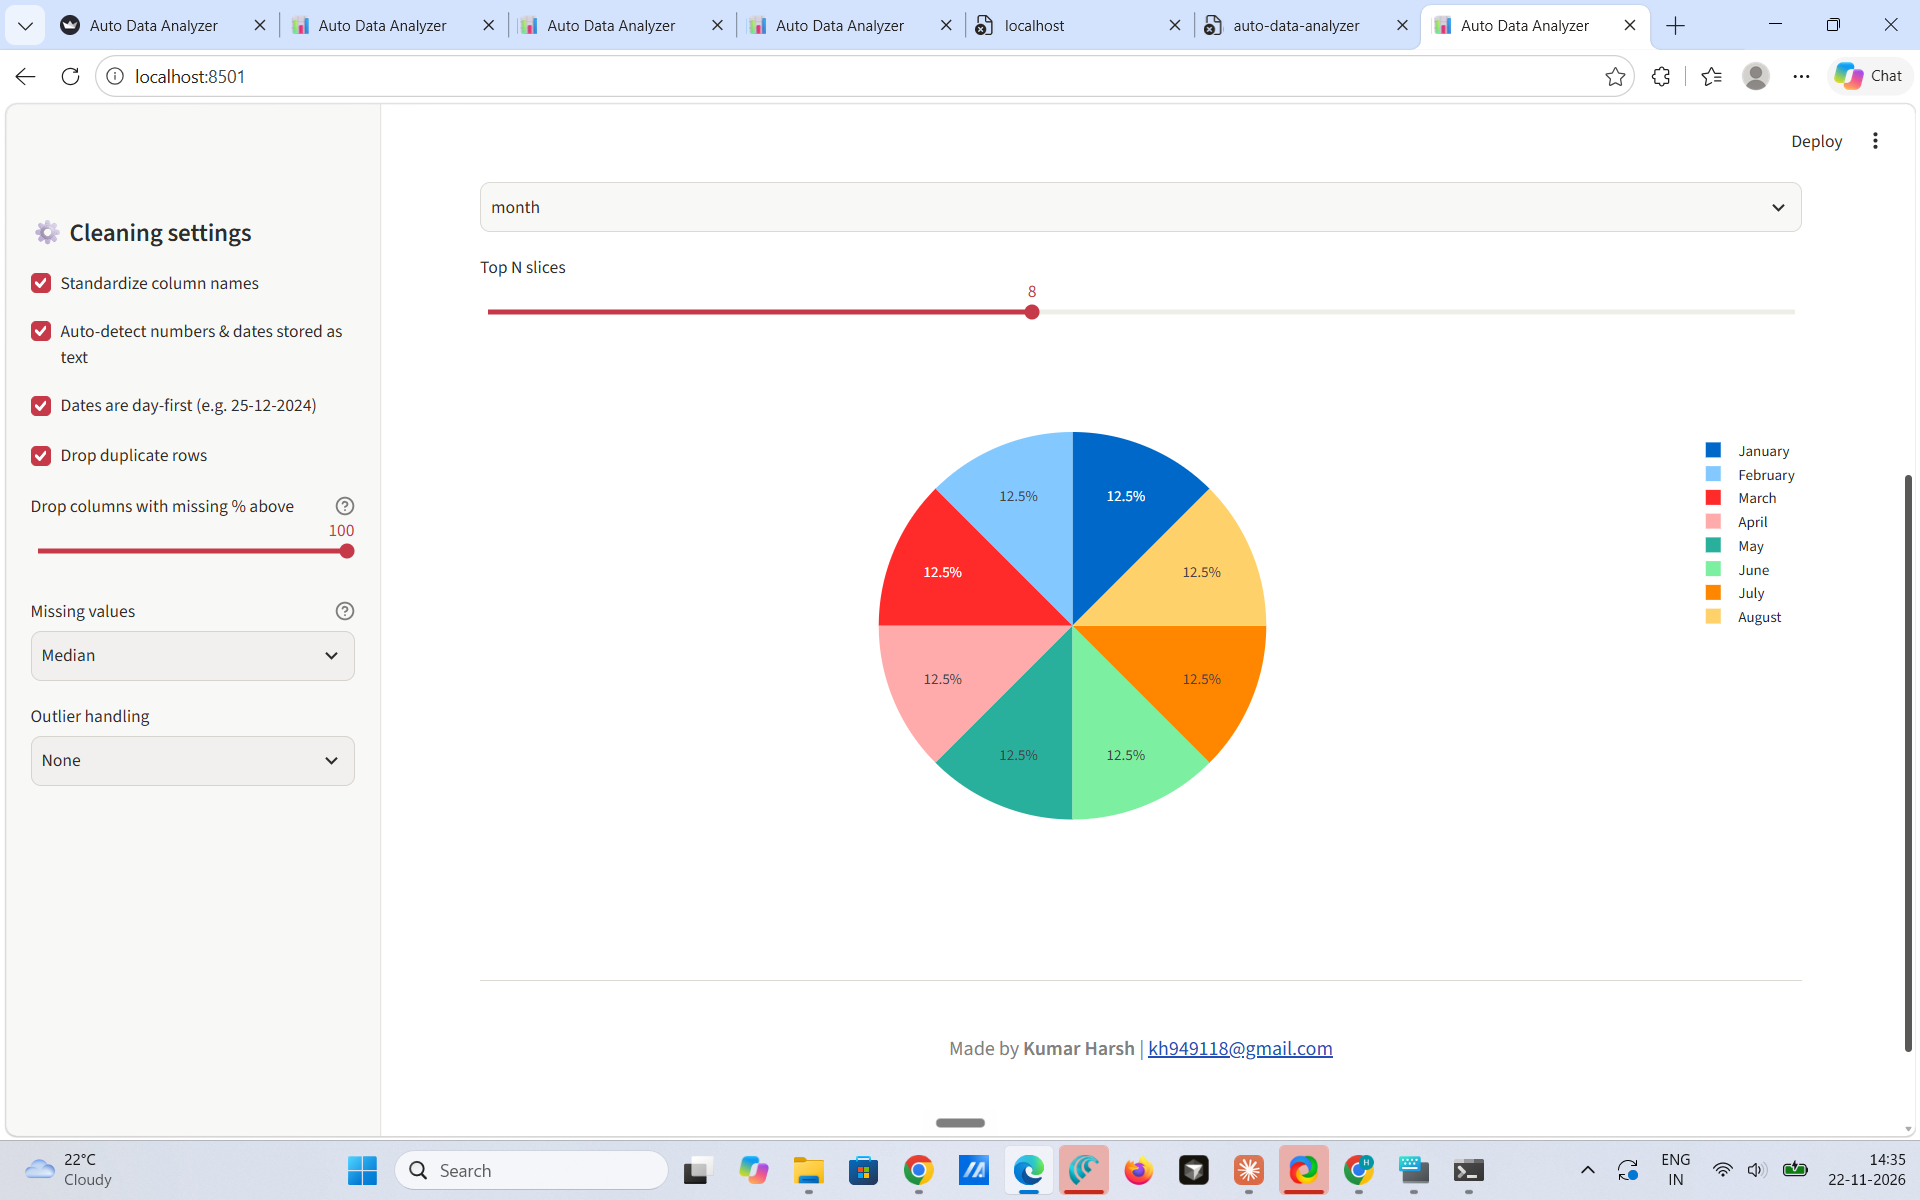 Auto Data Analyzer
Auto Data Analyzer
Auto Data Analyzer
Auto Data Analyzer
localhost
auto-data-analyzer
Auto Data Analyzer
localhost:8501
Chat
Deploy
Cleaning settings
Standardize column names
Auto-detect numbers & dates stored as
text
Dates are day-first (e.g. 25-12-2024)
Drop duplicate rows
Drop columns with missing % above
100
Missing values
Median
Outlier handling
None
month
Top N slices
8
12.5%
12.5%
12.5%
12.5%
12.5%
12.5%
12.5%
12.5%
January
February
March
April
May
June
July
August
Made by Kumar Harsh | kh949118@gmail.com
22°C
Cloudy
Search
ENG
IN
14:35
22-11-2026